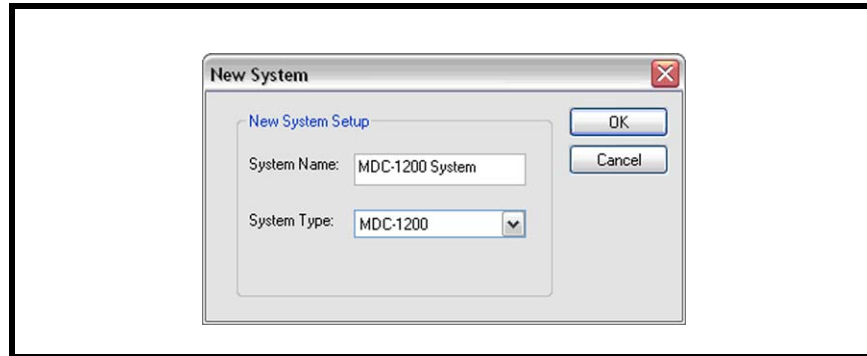 New System
New System Setup
OK
System Name: MDC-1200 System
Cancel
System Type: MDC-1200